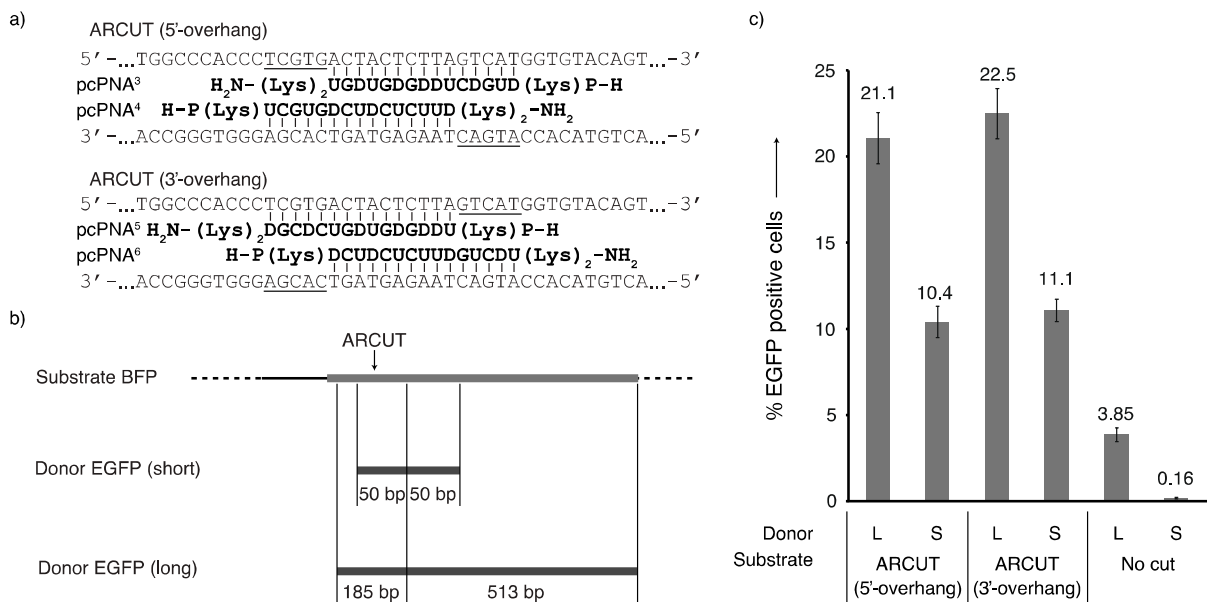 a)
ARCUT (5'-overhang)
5'-…TGGCCCACCCTCGTGACTACTCTTAGTCATGGTGTACAGT…-3'
pcPNA³ H₂N-(Lys)₂UGDUGDGDDUCDGUD(Lys)P-H
pcPNA⁴ H-P(Lys)UCGUGDCUDCUCUUD(Lys)₂-NH₂
3'-…ACCGGGTGGGAGCACTGATGAGAATCAGTACCACATGTCA…-5'
ARCUT (3'-overhang)
5'-…TGGCCCACCCTCGTGACTACTCTTAGTCATGGTGTACAGT…-3'
pcPNA⁵ H₂N-(Lys)₂DGCDCUGDUGDGDDU(Lys)P-H
pcPNA⁶ H-P(Lys)DCUDCUCUUDGUCDU(Lys)₂-NH₂
3'-…ACCGGGTGGGAGCACTGATGAGAATCAGTACCACATGTCA…-5'
b)
ARCUT
Substrate BFP
Donor EGFP (short)
50 bp 50 bp
Donor EGFP (long)
185 bp 513 bp
c)
% EGFP positive cells
25
20
15
10
5
0
21.1
10.4
22.5
11.1
3.85
0.16
Donor L S L S L S
Substrate ARCUT (5'-overhang) ARCUT (3'-overhang) No cut